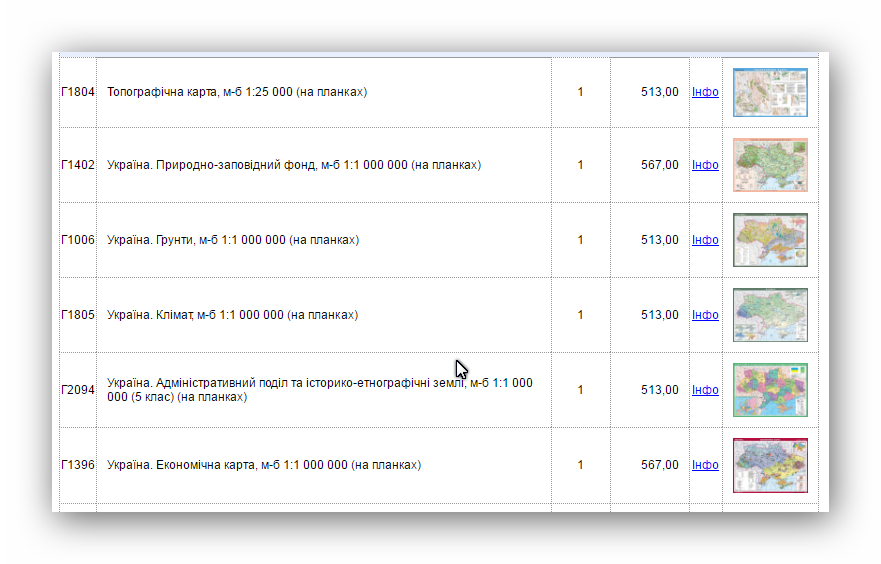 Г1804 Топографічна карта, м-б 1:25 000 (на планках) 1 513,00 Інфо
Г1402 Україна. Природно-заповідний фонд, м-б 1:1 000 000 (на планках) 1 567,00 Інфо
Г1006 Україна. Грунти, м-б 1:1 000 000 (на планках) 1 513,00 Інфо
Г1805 Україна. Клімат, м-б 1:1 000 000 (на планках) 1 513,00 Інфо
Г2094 Україна. Адміністративний поділ та історико-етнографічні землі, м-б 1:1 000
000 (5 клас) (на планках) 1 513,00 Інфо
Г1396 Україна. Економічна карта, м-б 1:1 000 000 (на планках) 1 567,00 Інфо